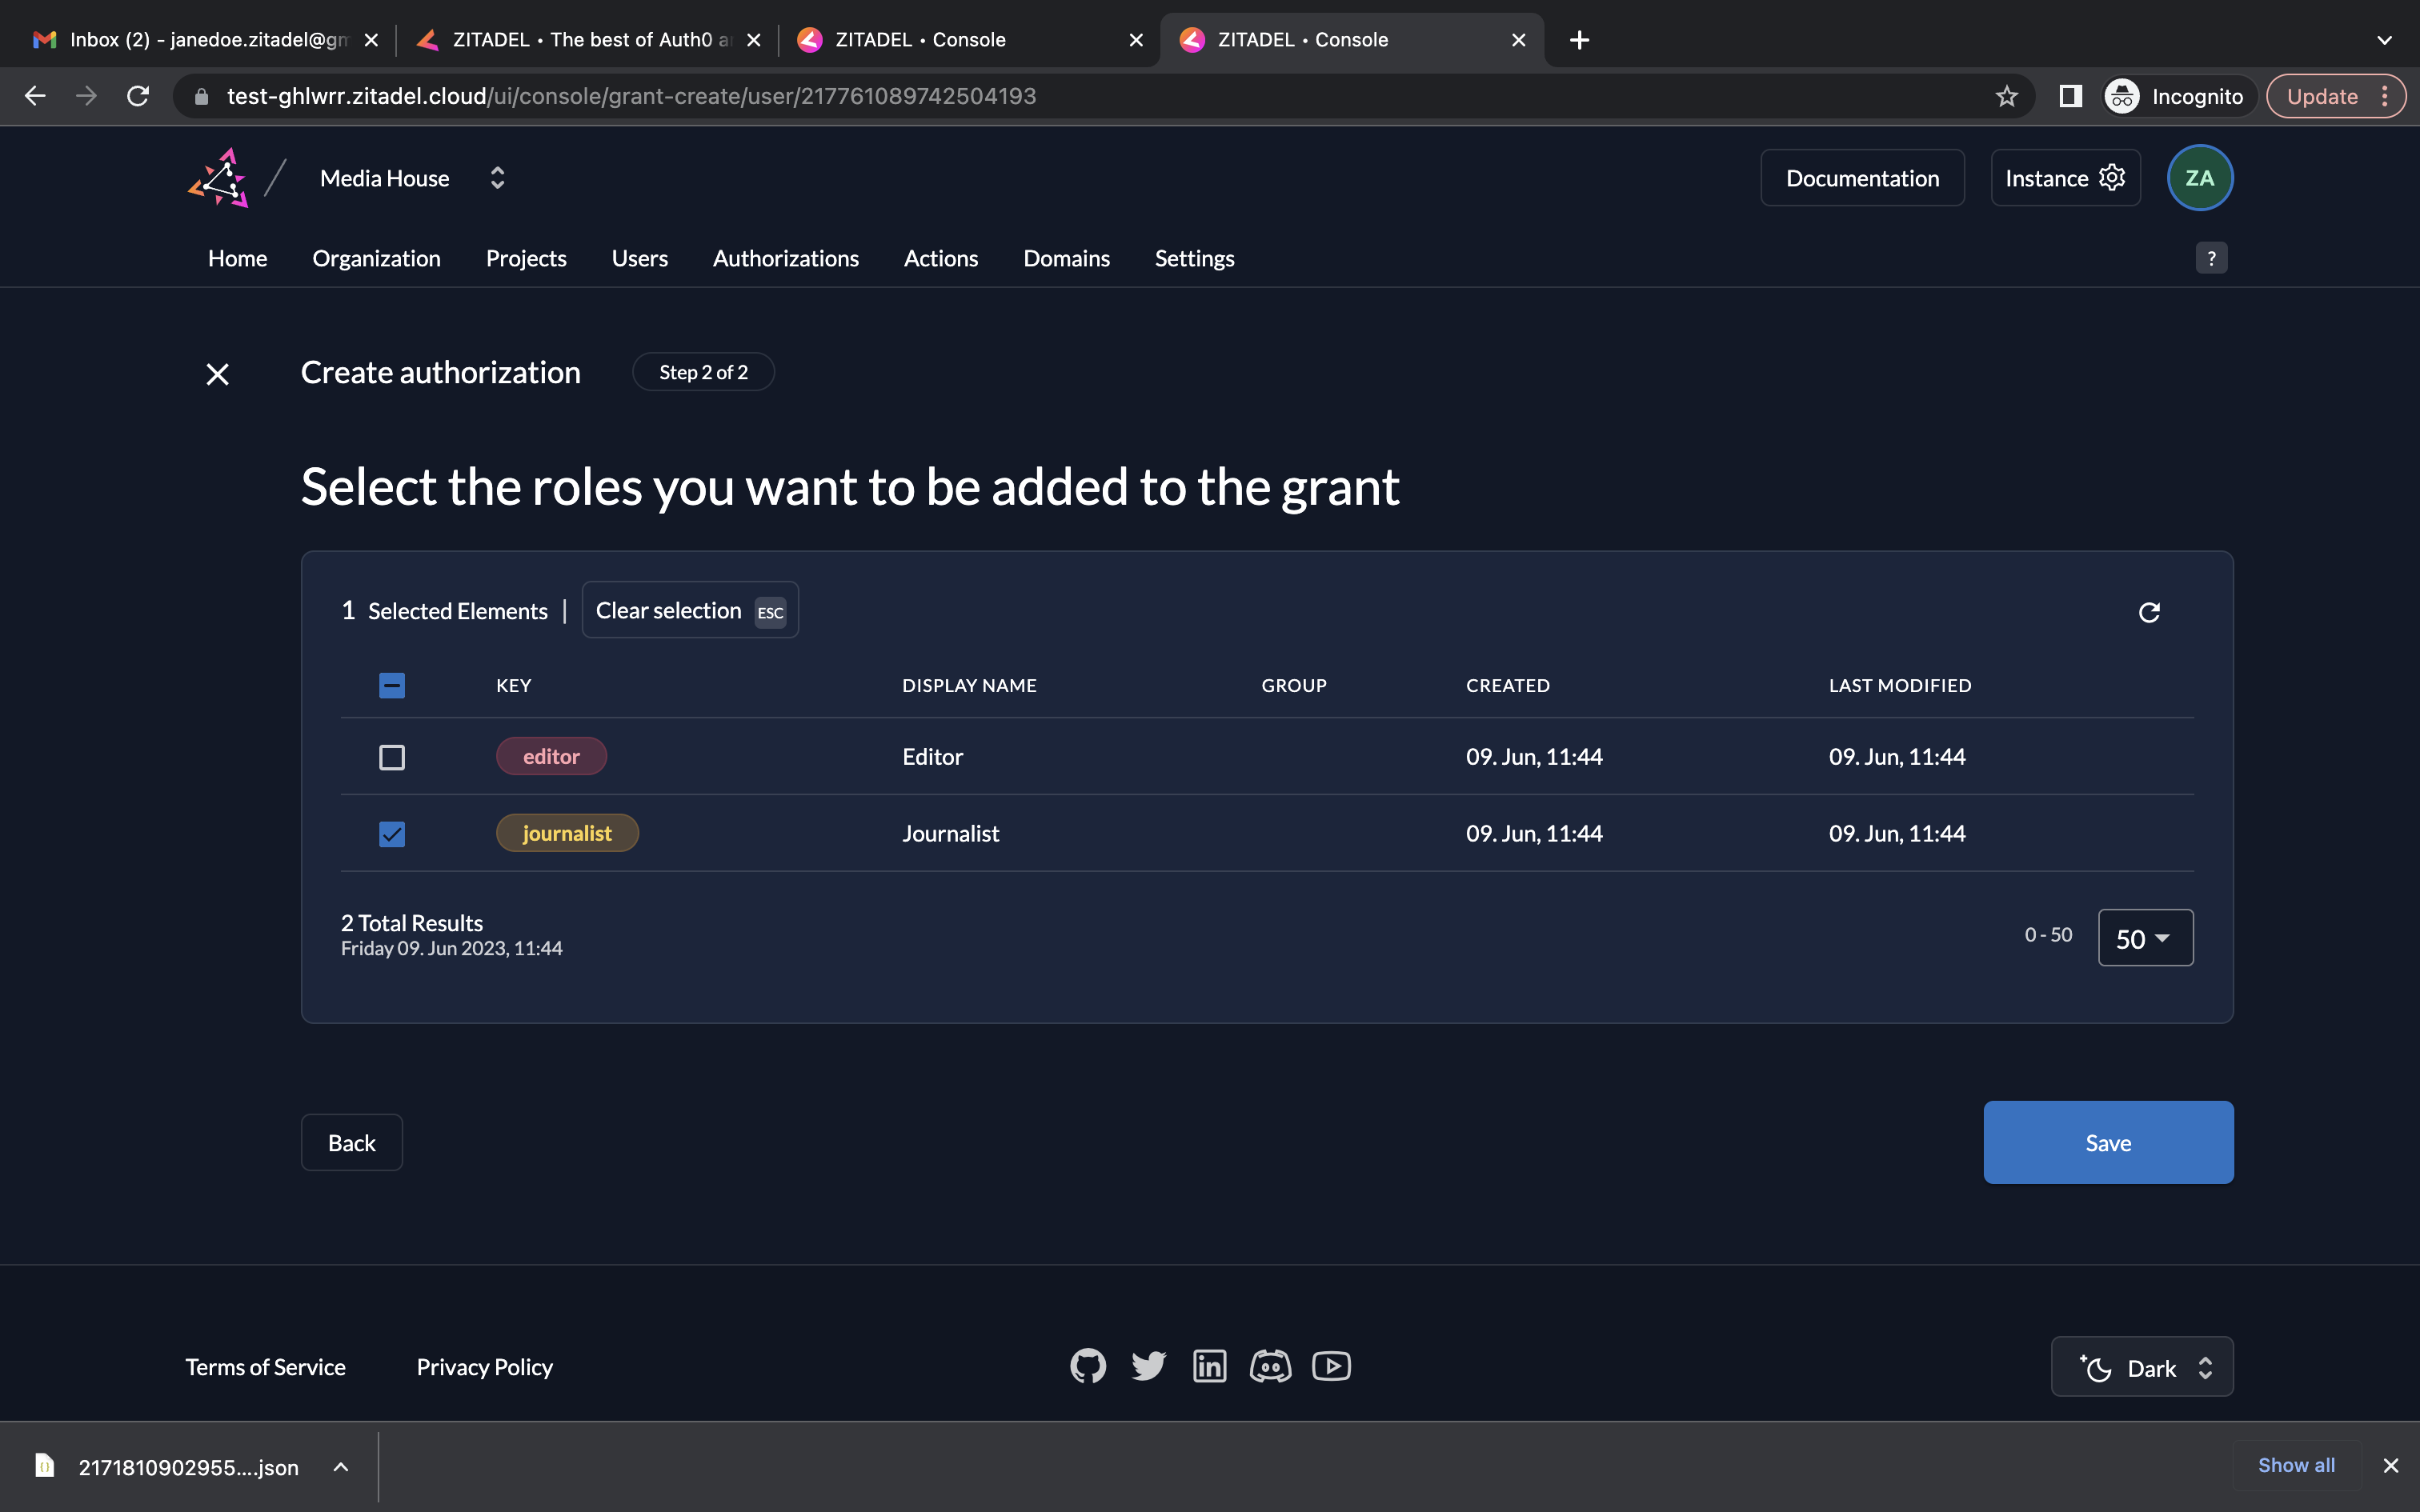 Inbox (2) - janedoe.zitadel@gm
ZITADEL • The best of Auth0 a
ZITADEL • Console
ZITADEL • Console
test-ghlwrr.zitadel.cloud/ui/console/grant-create/user/217761089742504193
Incognito
Update
Media House
Documentation
Instance
ZA
Home Organization Projects Users Authorizations Actions Domains Settings ?
Create authorization Step 2 of 2
Select the roles you want to be added to the grant
1 Selected Elements | Clear selection ESC
KEY DISPLAY NAME GROUP CREATED LAST MODIFIED
editor Editor 09. Jun, 11:44 09. Jun, 11:44
journalist Journalist 09. Jun, 11:44 09. Jun, 11:44
2 Total Results
Friday 09. Jun 2023, 11:44
0 - 50 50
Back Save
Terms of Service Privacy Policy
in
Dark
2171810902955....json
Show all